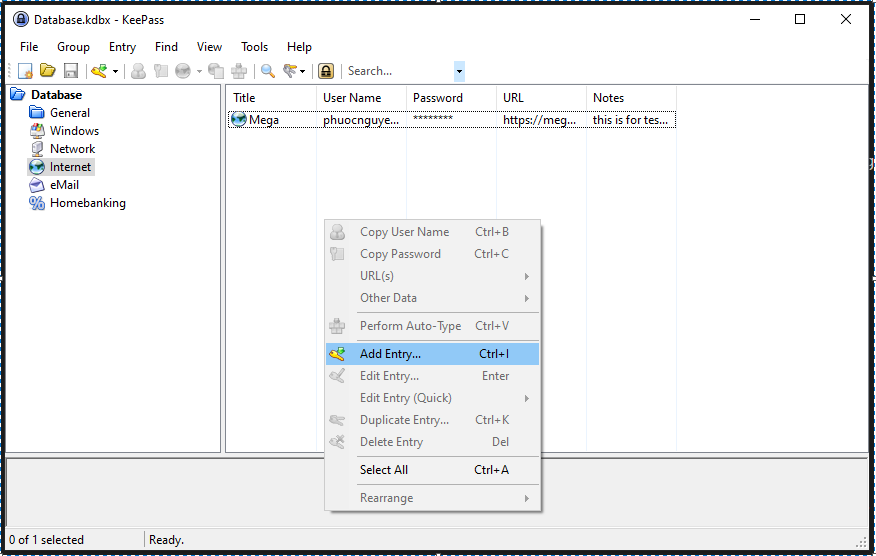 Database.kdbx - KeePass
File Group Entry Find View Tools Help
Search...
Database
General
Windows
Network
Internet
eMail
Homebanking
Title User Name Password URL Notes
Mega phuocnguye... ******** https://meg... this is for tes...
Copy User Name Ctrl+B
Copy Password Ctrl+C
URL(s)
Other Data
Perform Auto-Type Ctrl+V
Add Entry... Ctrl+I
Edit Entry... Enter
Edit Entry (Quick)
Duplicate Entry... Ctrl+K
Delete Entry Del
Select All Ctrl+A
Rearrange
0 of 1 selected Ready.